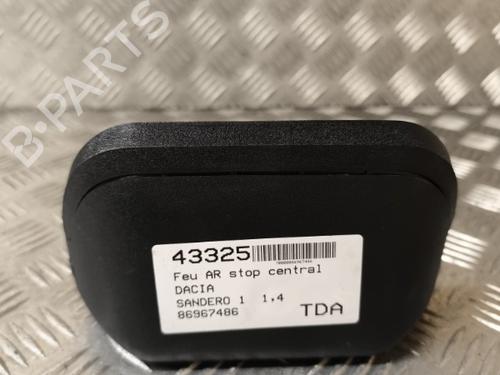 B-PARTS
43325
Feu AR stop central
DACIA
SANDERO 1 1,4
86967486
TDA